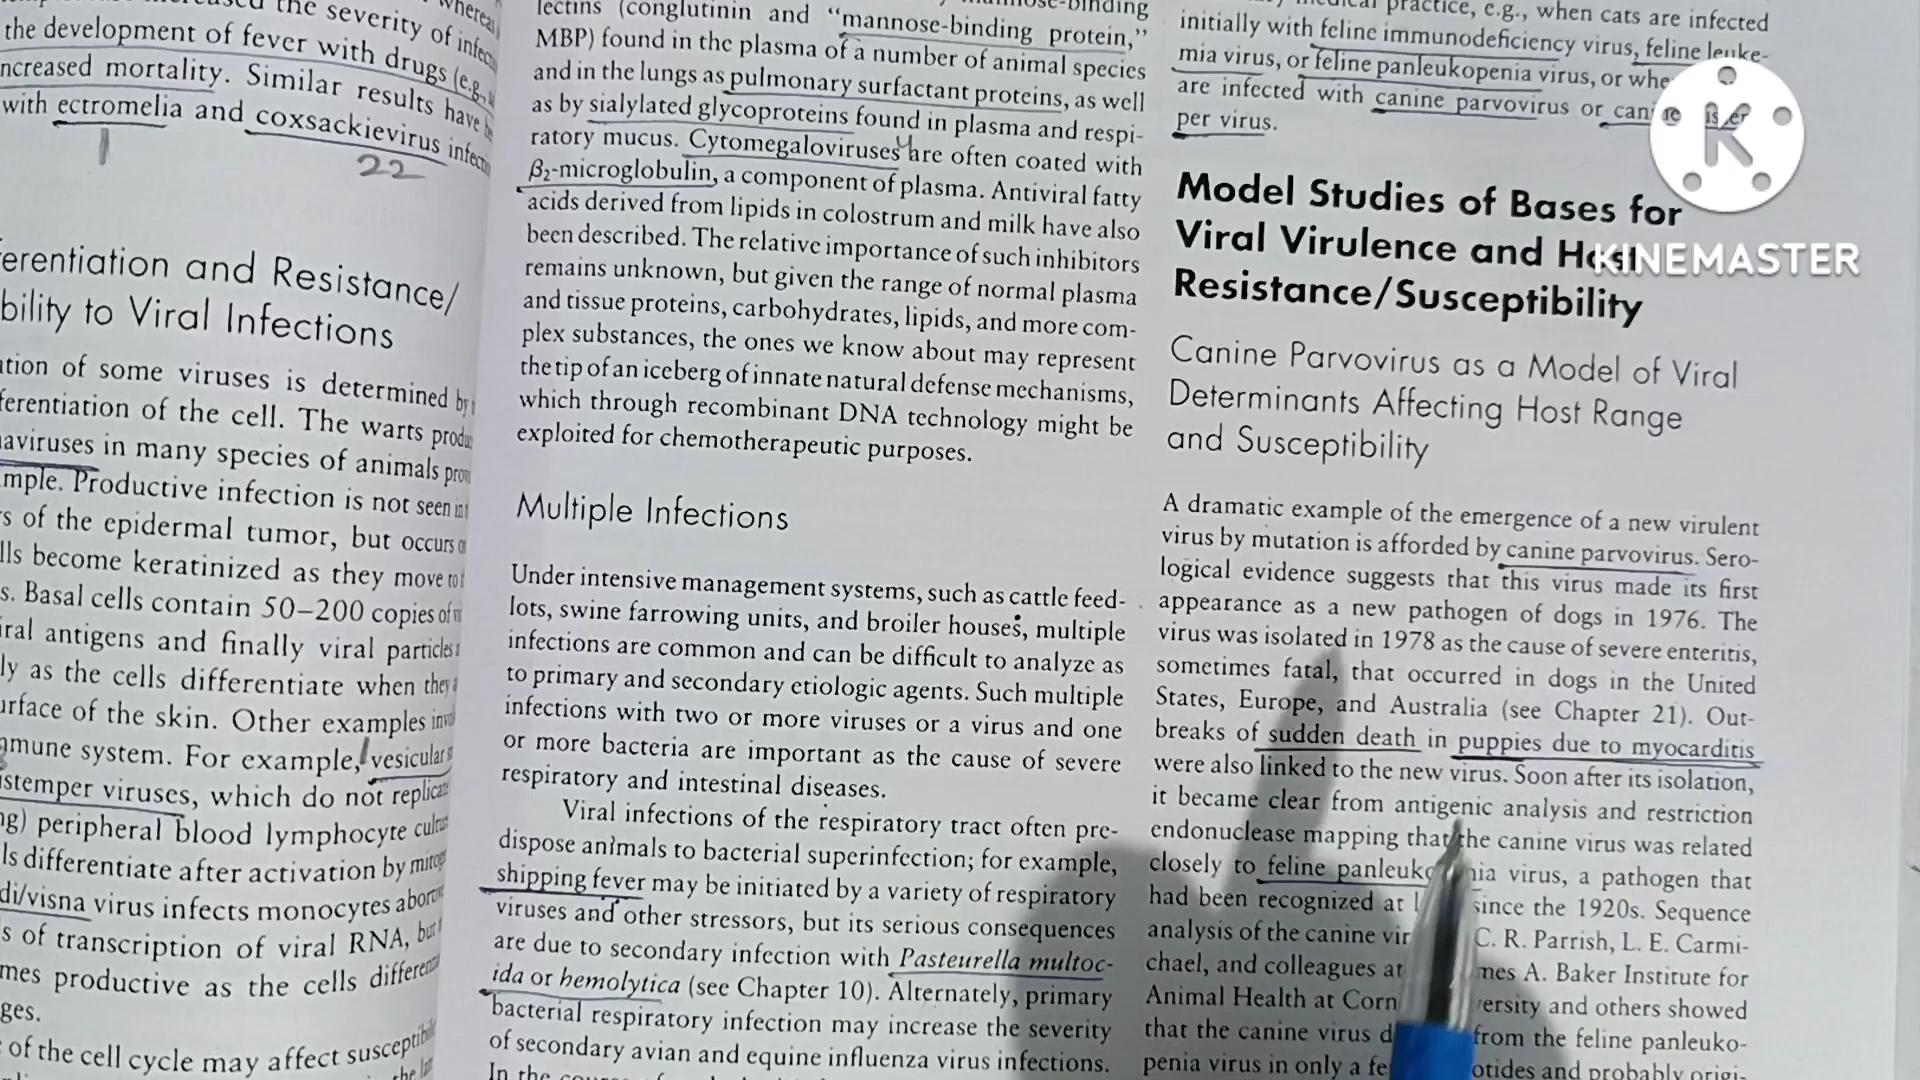 the severity of
the development of fever with drugs (e.g.,
ncreased mortality. Similar results have
with ectromelia and coxsackievirus
22
erentiation and Resistance/
bility to Viral Infections
ation of some viruses is determined by
ferentiation of the cell. The warts
aviruses in many species of animals
mple. Productive infection is not seen
s of the epidermal tumor, but occurs
lls become keratinized as they move
s. Basal cells contain 50–200 copies of
iral antigens and finally viral particles
ly as the cells differentiate when they
urface of the skin. Other examples
mmune system. For example, vesicular
stemper viruses, which do not replicate
ng) peripheral blood lymphocyte
ls differentiate after activation by
di/visna virus infects monocytes
s of transcription of viral RNA, but
mes productive as the cells
ges.
of the cell cycle may affect
lectins (conglutinin and “mannose-binding protein,”
MBP) found in the plasma of a number of animal species
and in the lungs as pulmonary surfactant proteins, as well
as by sialylated glycoproteins found in plasma and respi-
ratory mucus. Cytomegaloviruses are often coated with
β2-microglobulin, a component of plasma. Antiviral fatty
acids derived from lipids in colostrum and milk have also
been described. The relative importance of such inhibitors
remains unknown, but given the range of normal plasma
and tissue proteins, carbohydrates, lipids, and more com-
plex substances, the ones we know about may represent
the tip of an iceberg of innate natural defense mechanisms,
which through recombinant DNA technology might be
exploited for chemotherapeutic purposes.
Multiple Infections
Under intensive management systems, such as cattle feed-
lots, swine farrowing units, and broiler houses, multiple
infections are common and can be difficult to analyze as
to primary and secondary etiologic agents. Such multiple
infections with two or more viruses or a virus and one
or more bacteria are important as the cause of severe
respiratory and intestinal diseases.
Viral infections of the respiratory tract often pre-
dispose animals to bacterial superinfection; for example,
shipping fever may be initiated by a variety of respiratory
viruses and other stressors, but its serious consequences
are due to secondary infection with Pasteurella multoc-
ida or hemolytica (see Chapter 10). Alternately, primary
bacterial respiratory infection may increase the severity
of secondary avian and equine influenza virus infections.
In the
practice, e.g., when cats are infected
initially with feline immunodeficiency virus, feline leuke-
mia virus, or feline panleukopenia virus, or
are infected with canine parvovirus or
per virus.
Model Studies of Bases for
Viral Virulence and Host
Resistance/Susceptibility
Canine Parvovirus as a Model of Viral
Determinants Affecting Host Range
and Susceptibility
A dramatic example of the emergence of a new virulent
virus by mutation is afforded by canine parvovirus. Sero-
logical evidence suggests that this virus made its first
appearance as a new pathogen of dogs in 1976. The
virus was isolated in 1978 as the cause of severe enteritis,
sometimes fatal, that occurred in dogs in the United
States, Europe, and Australia (see Chapter 21). Out-
breaks of sudden death in puppies due to myocarditis
were also linked to the new virus. Soon after its isolation,
it became clear from antigenic analysis and restriction
endonuclease mapping that the canine virus was related
closely to feline virus, a pathogen that
had been recognized at since the 1920s. Sequence
analysis of the canine C. R. Parrish, L. E. Carmi-
chael, and colleagues at James A. Baker Institute for
Animal Health at and others showed
that the canine virus from the feline panleuko-
penia virus in only a and probably origi-
K
KINEMASTER